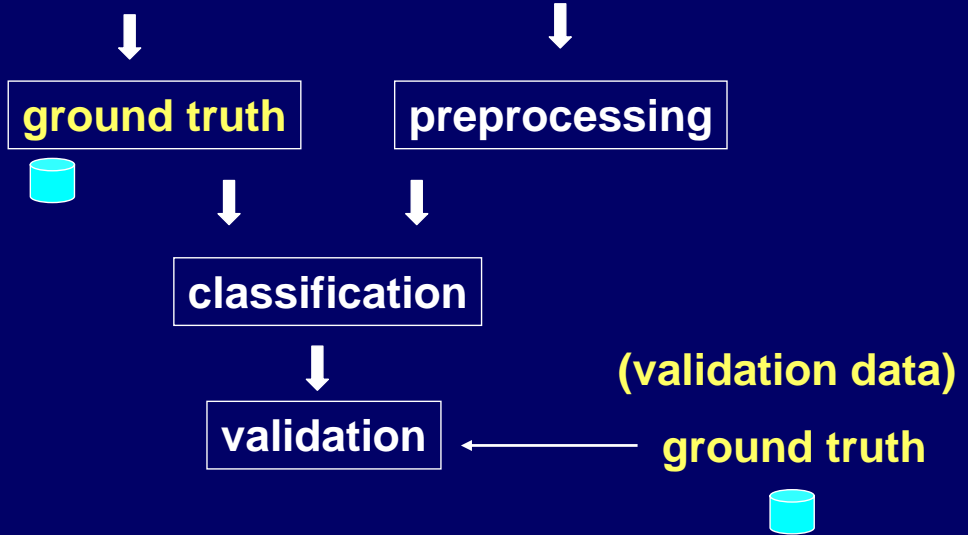 ground truth
preprocessing
classification
(validation data)
validation
ground truth